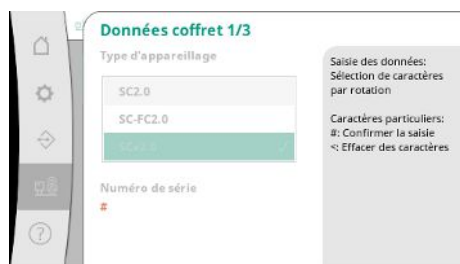 Données coffret 1/3
Type d'appareillage
SC2.0
SC-FC2.0
Numéro de série
#
Saisie des données:
Sélection de caractères
par rotation
Caractères particuliers:
#: Confirmer la saisie
<: Effacer des caractères
?